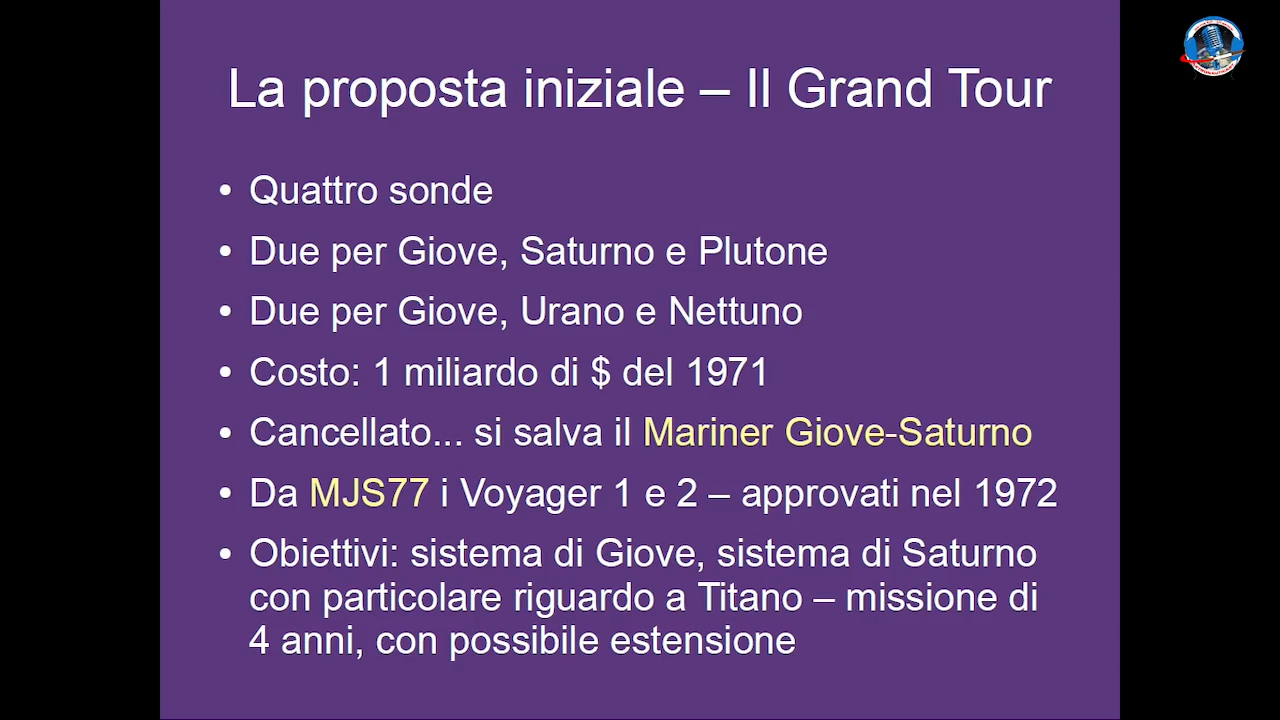 La proposta iniziale – Il Grand Tour
• Quattro sonde
• Due per Giove, Saturno e Plutone
• Due per Giove, Urano e Nettuno
• Costo: 1 miliardo di $ del 1971
• Cancellato... si salva il Mariner Giove-Saturno
• Da MJS77 i Voyager 1 e 2 – approvati nel 1972
• Obiettivi: sistema di Giove, sistema di Saturno
con particolare riguardo a Titano – missione di
4 anni, con possibile estensione